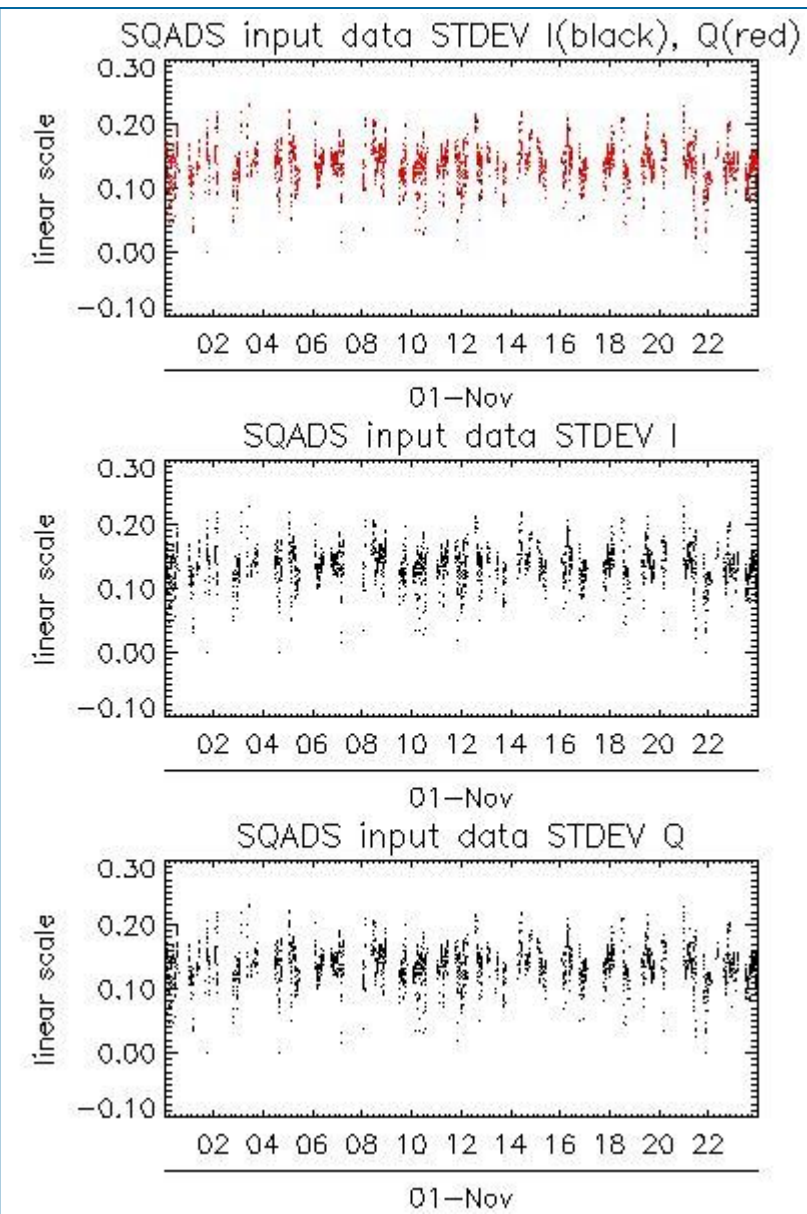 SQADS input data STDEV I(black), Q(red)
0.30
0.20
0.10
0.00
-0.10
linear scale
02 04 06 08 10 12 14 16 18 20 22
01-Nov
SQADS input data STDEV I
0.30
0.20
0.10
0.00
-0.10
linear scale
02 04 06 08 10 12 14 16 18 20 22
01-Nov
SQADS input data STDEV Q
0.30
0.20
0.10
0.00
-0.10
linear scale
02 04 06 08 10 12 14 16 18 20 22
01-Nov